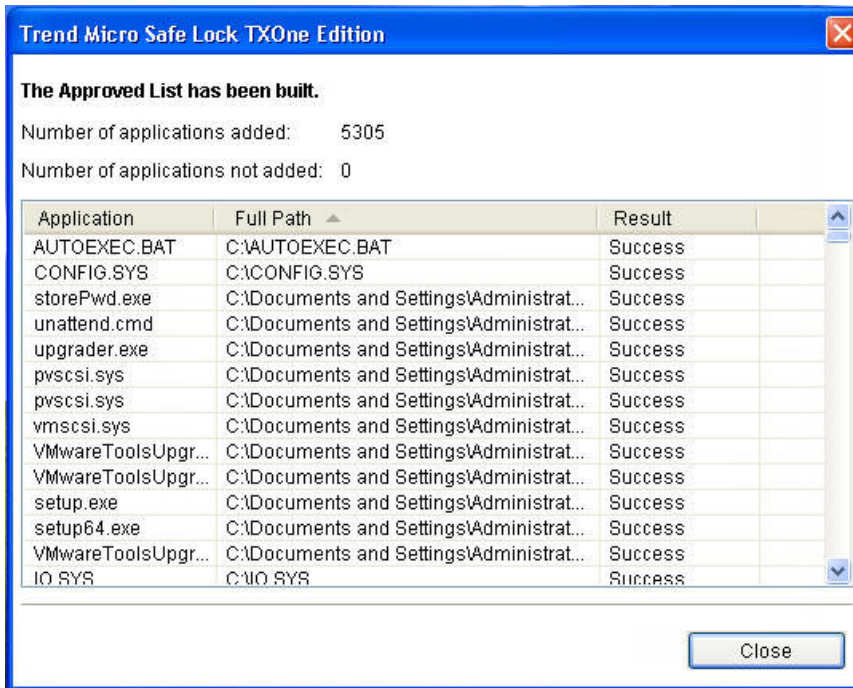 Trend Micro Safe Lock TXOne Edition
The Approved List has been built.
Number of applications added: 5305
Number of applications not added: 0
Application Full Path Result
AUTOEXEC.BAT C:\AUTOEXEC.BAT Success
CONFIG.SYS C:\CONFIG.SYS Success
storePwd.exe C:\Documents and Settings\Administrat... Success
unattend.cmd C:\Documents and Settings\Administrat... Success
upgrader.exe C:\Documents and Settings\Administrat... Success
pvscsi.sys C:\Documents and Settings\Administrat... Success
pvscsi.sys C:\Documents and Settings\Administrat... Success
vmscsi.sys C:\Documents and Settings\Administrat... Success
VMwareToolsUpgr... C:\Documents and Settings\Administrat... Success
VMwareToolsUpgr... C:\Documents and Settings\Administrat... Success
setup.exe C:\Documents and Settings\Administrat... Success
setup64.exe C:\Documents and Settings\Administrat... Success
VMwareToolsUpgr... C:\Documents and Settings\Administrat... Success
IO.SYS C:\IO.SYS Success
Close